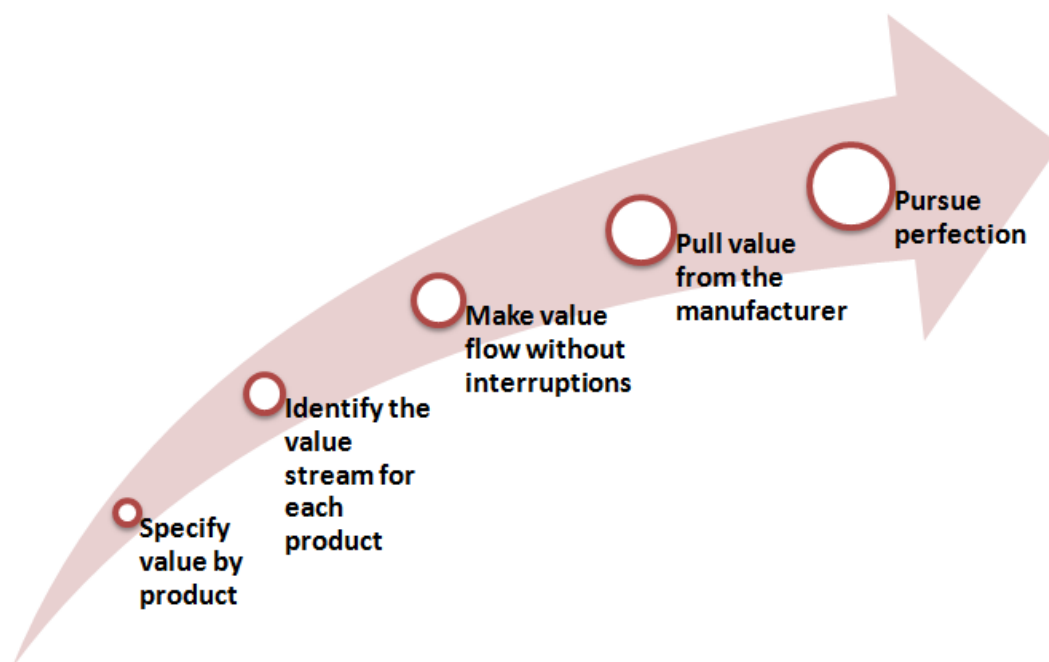 Specify
value by
product
Identify the
value
stream for
each
product
Make value
flow without
interruptions
Pull value
from the
manufacturer
Pursue
perfection